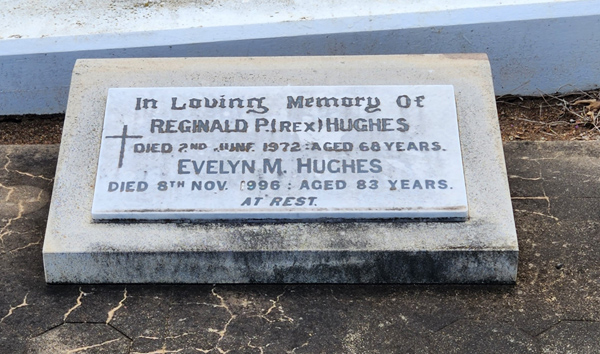 In Loving Memory Of
REGINALD P. (REX) HUGHES
DIED 2ND JUNE 1972 : AGED 68 YEARS.
EVELYN M. HUGHES
DIED 8TH NOV. 1996 : AGED 83 YEARS.
AT REST.